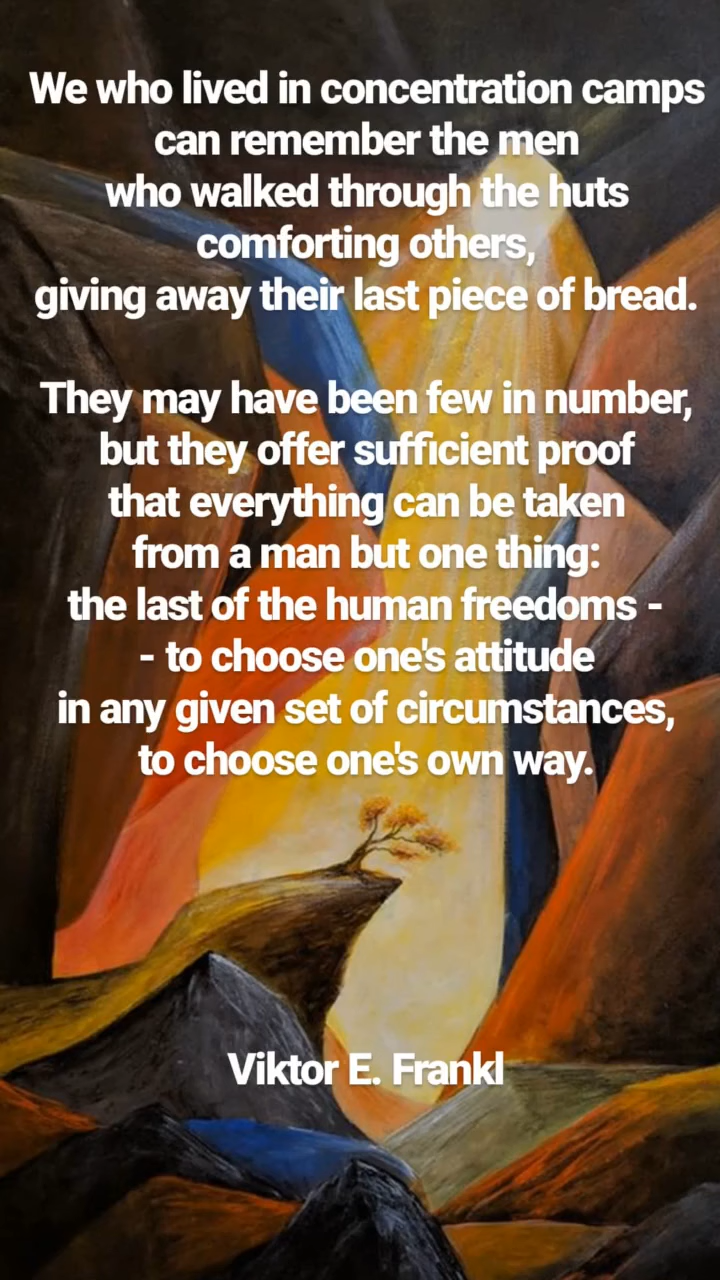 We who lived in concentration camps
can remember the men
who walked through the huts
comforting others,
giving away their last piece of bread.
They may have been few in number,
but they offer sufficient proof
that everything can be taken
from a man but one thing:
the last of the human freedoms -
- to choose one's attitude
in any given set of circumstances,
to choose one's own way.
Viktor E. Frankl